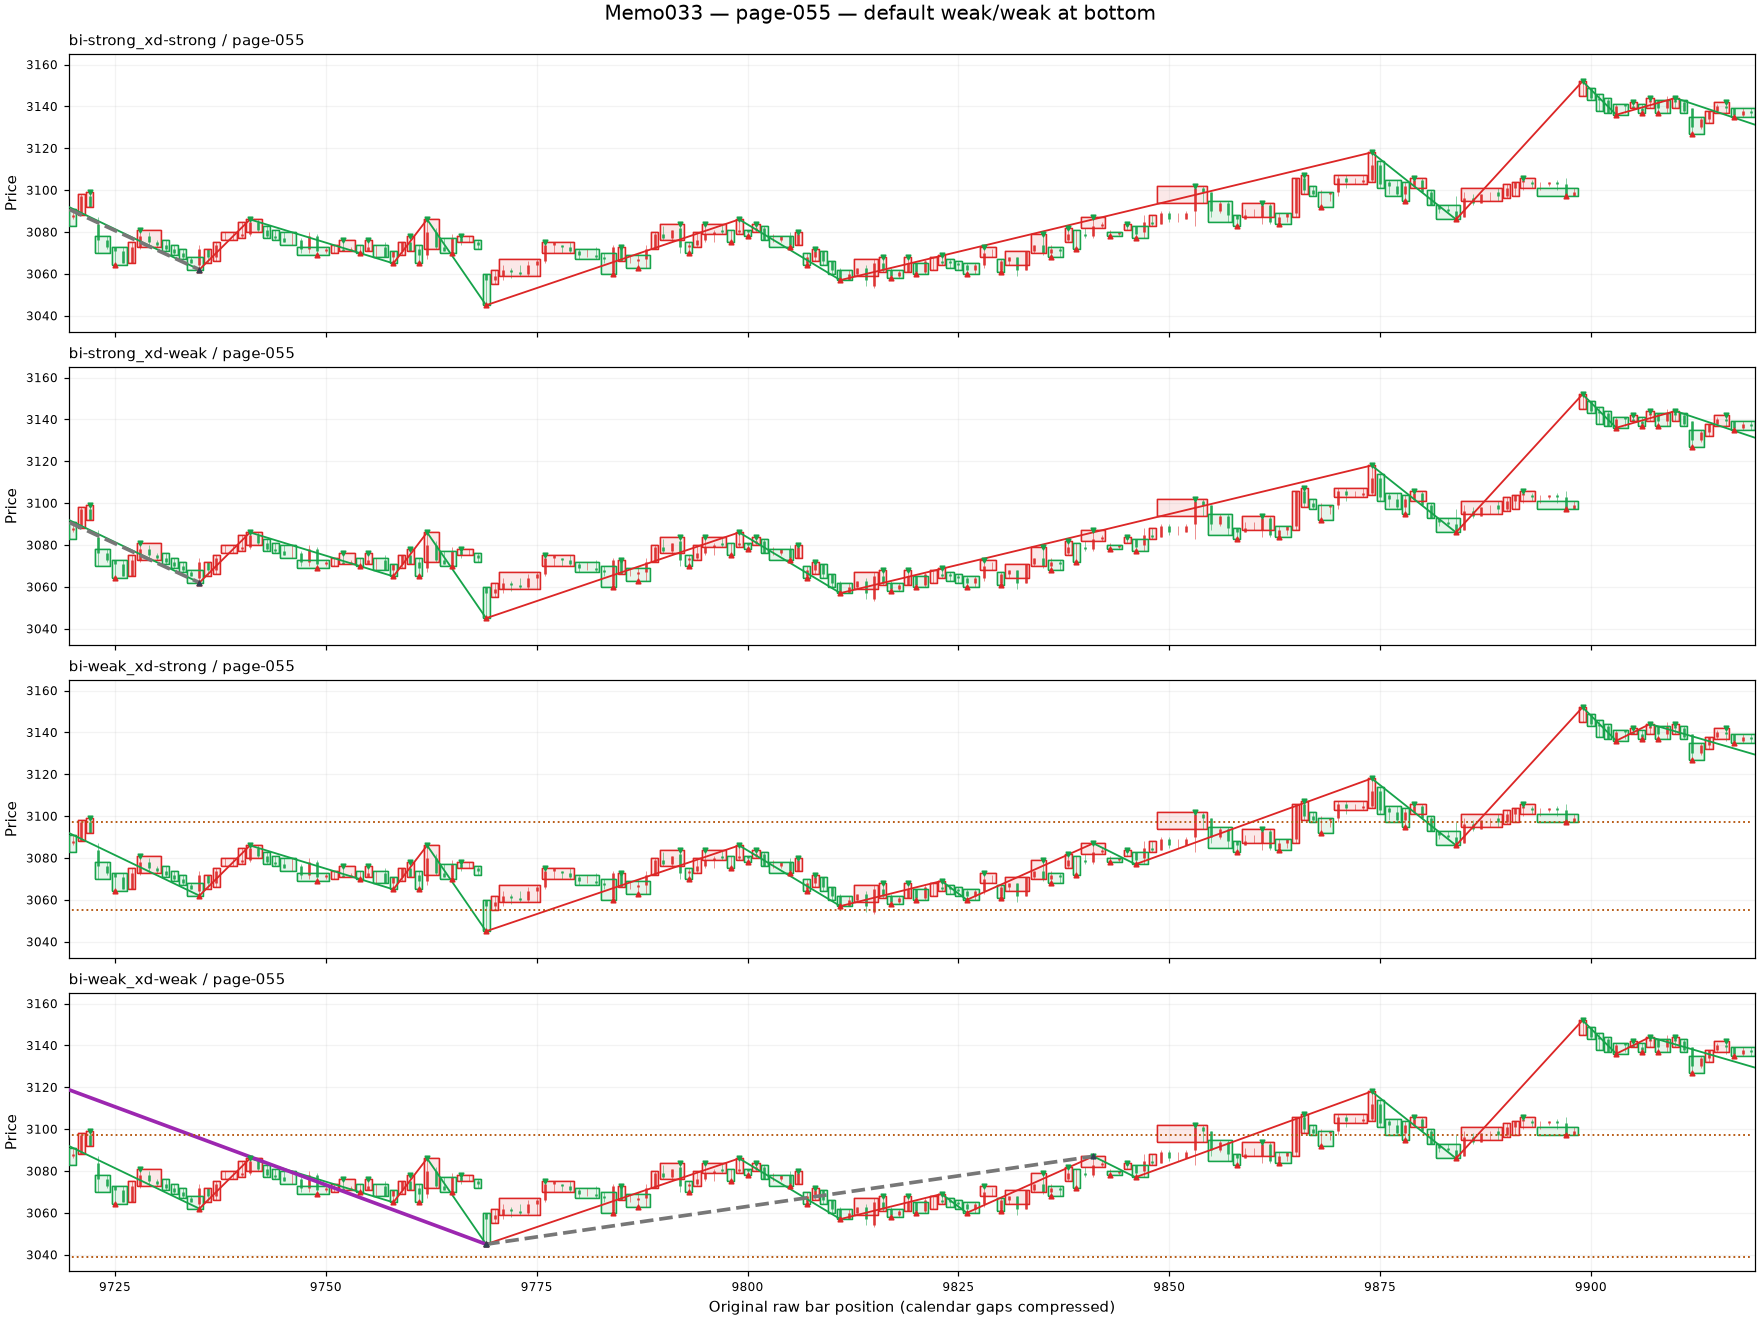 Memo033 — page-055 — default weak/weak at bottom
bi-strong_xd-strong / page-055
3160
3140
3120
3100
3080
3060
3040
Price
bi-strong_xd-weak / page-055
3160
3140
3120
3100
3080
3060
3040
Price
bi-weak_xd-strong / page-055
3160
3140
3120
3100
3080
3060
3040
Price
bi-weak_xd-weak / page-055
3160
3140
3120
3100
3080
3060
3040
Price
9725 9750 9775 9800 9825 9850 9875 9900
Original raw bar position (calendar gaps compressed)